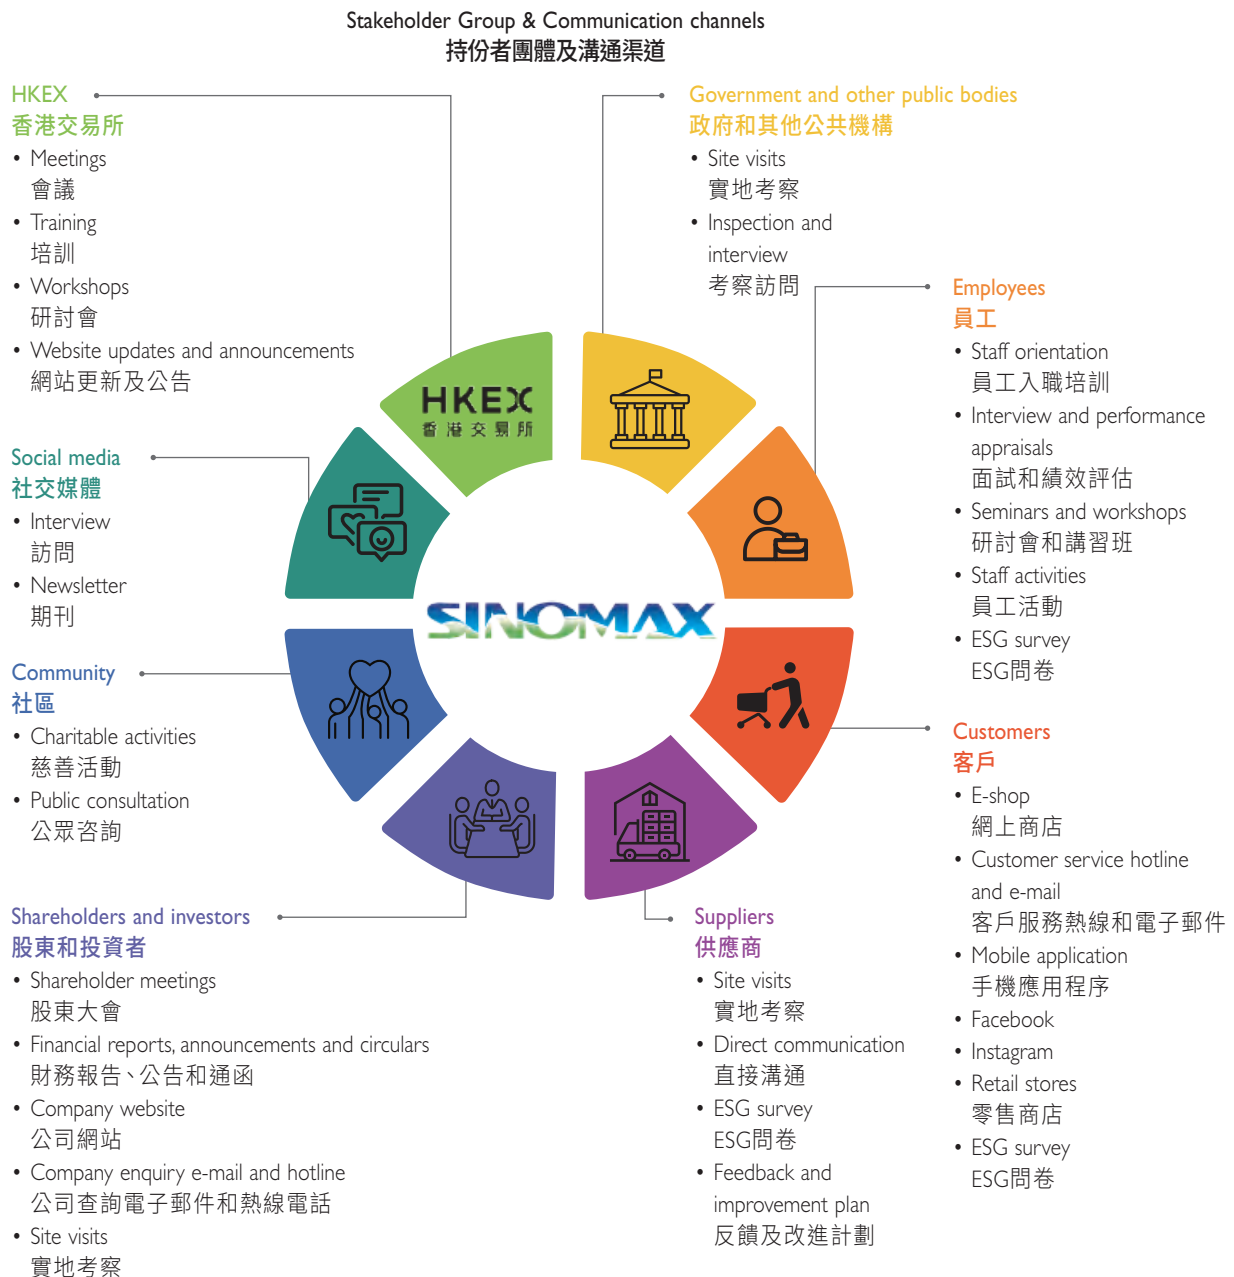 Stakeholder Group & Communication channels
持份者團體及溝通渠道
HKEX
香港交易所
• Meetings
會議
• Training
培訓
• Workshops
研討會
• Website updates and announcements
網站更新及公告
Government and other public bodies
政府和其他公共機構
• Site visits
實地考察
• Inspection and
interview
考察訪問
Employees
員工
• Staff orientation
員工入職培訓
• Interview and performance
appraisals
面試和績效評估
• Seminars and workshops
研討會和講習班
• Staff activities
員工活動
• ESG survey
ESG問卷
HKEX
香港交易所
Social media
社交媒體
• Interview
訪問
• Newsletter
期刊
SINOMAX
Community
社區
• Charitable activities
慈善活動
• Public consultation
公眾咨詢
Customers
客戶
• E-shop
網上商店
• Customer service hotline
and e-mail
客戶服務熱線和電子郵件
• Mobile application
手機應用程序
• Facebook
• Instagram
• Retail stores
零售商店
• ESG survey
ESG問卷
Shareholders and investors
股東和投資者
• Shareholder meetings
股東大會
• Financial reports, announcements and circulars
財務報告、公告和通函
• Company website
公司網站
• Company enquiry e-mail and hotline
公司查詢電子郵件和熱線電話
• Site visits
實地考察
Suppliers
供應商
• Site visits
實地考察
• Direct communication
直接溝通
• ESG survey
ESG問卷
• Feedback and
improvement plan
反饋及改進計劃